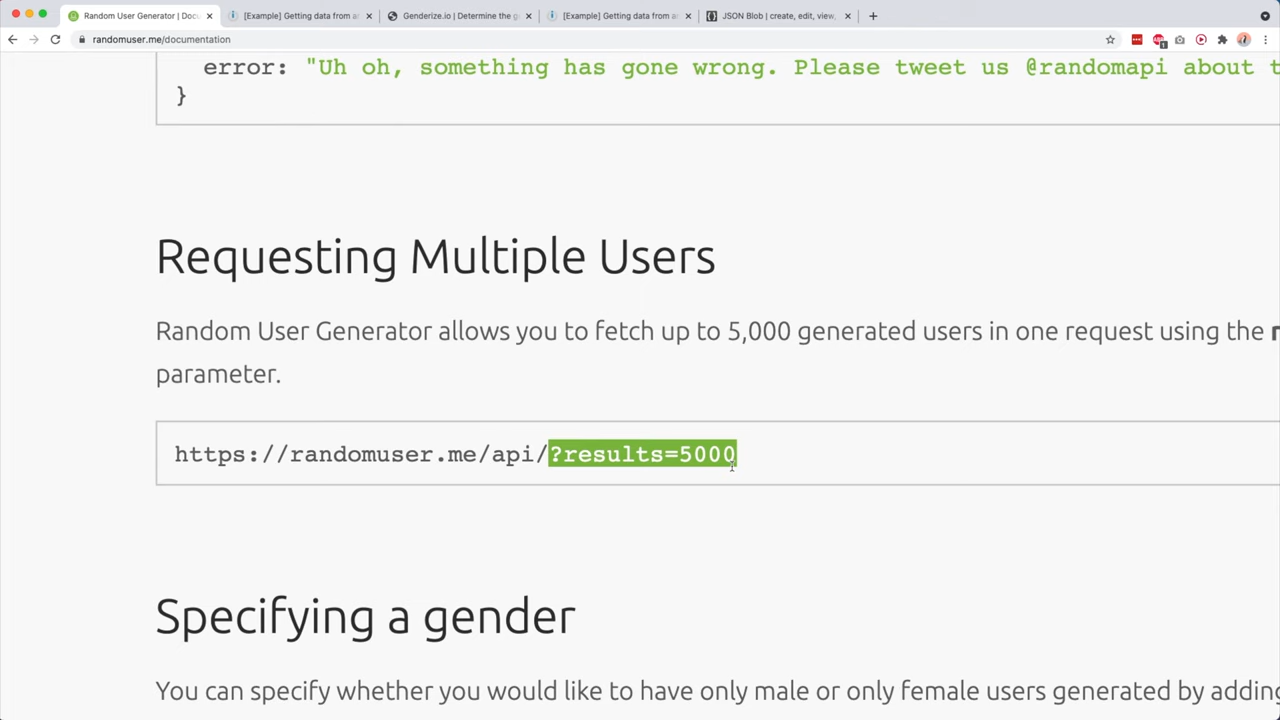 Random User Generator | Docu
[Example] Getting data from a
Genderize.io | Determine the g
[Example] Getting data from a
JSON Blob | create, edit, view,
randomuser.me/documentation
1
error: "Uh oh, something has gone wrong. Please tweet us @randomapi about t
}
Requesting Multiple Users
Random User Generator allows you to fetch up to 5,000 generated users in one request using the
parameter.
https://randomuser.me/api/?results=5000
Specifying a gender
You can specify whether you would like to have only male or only female users generated by adding